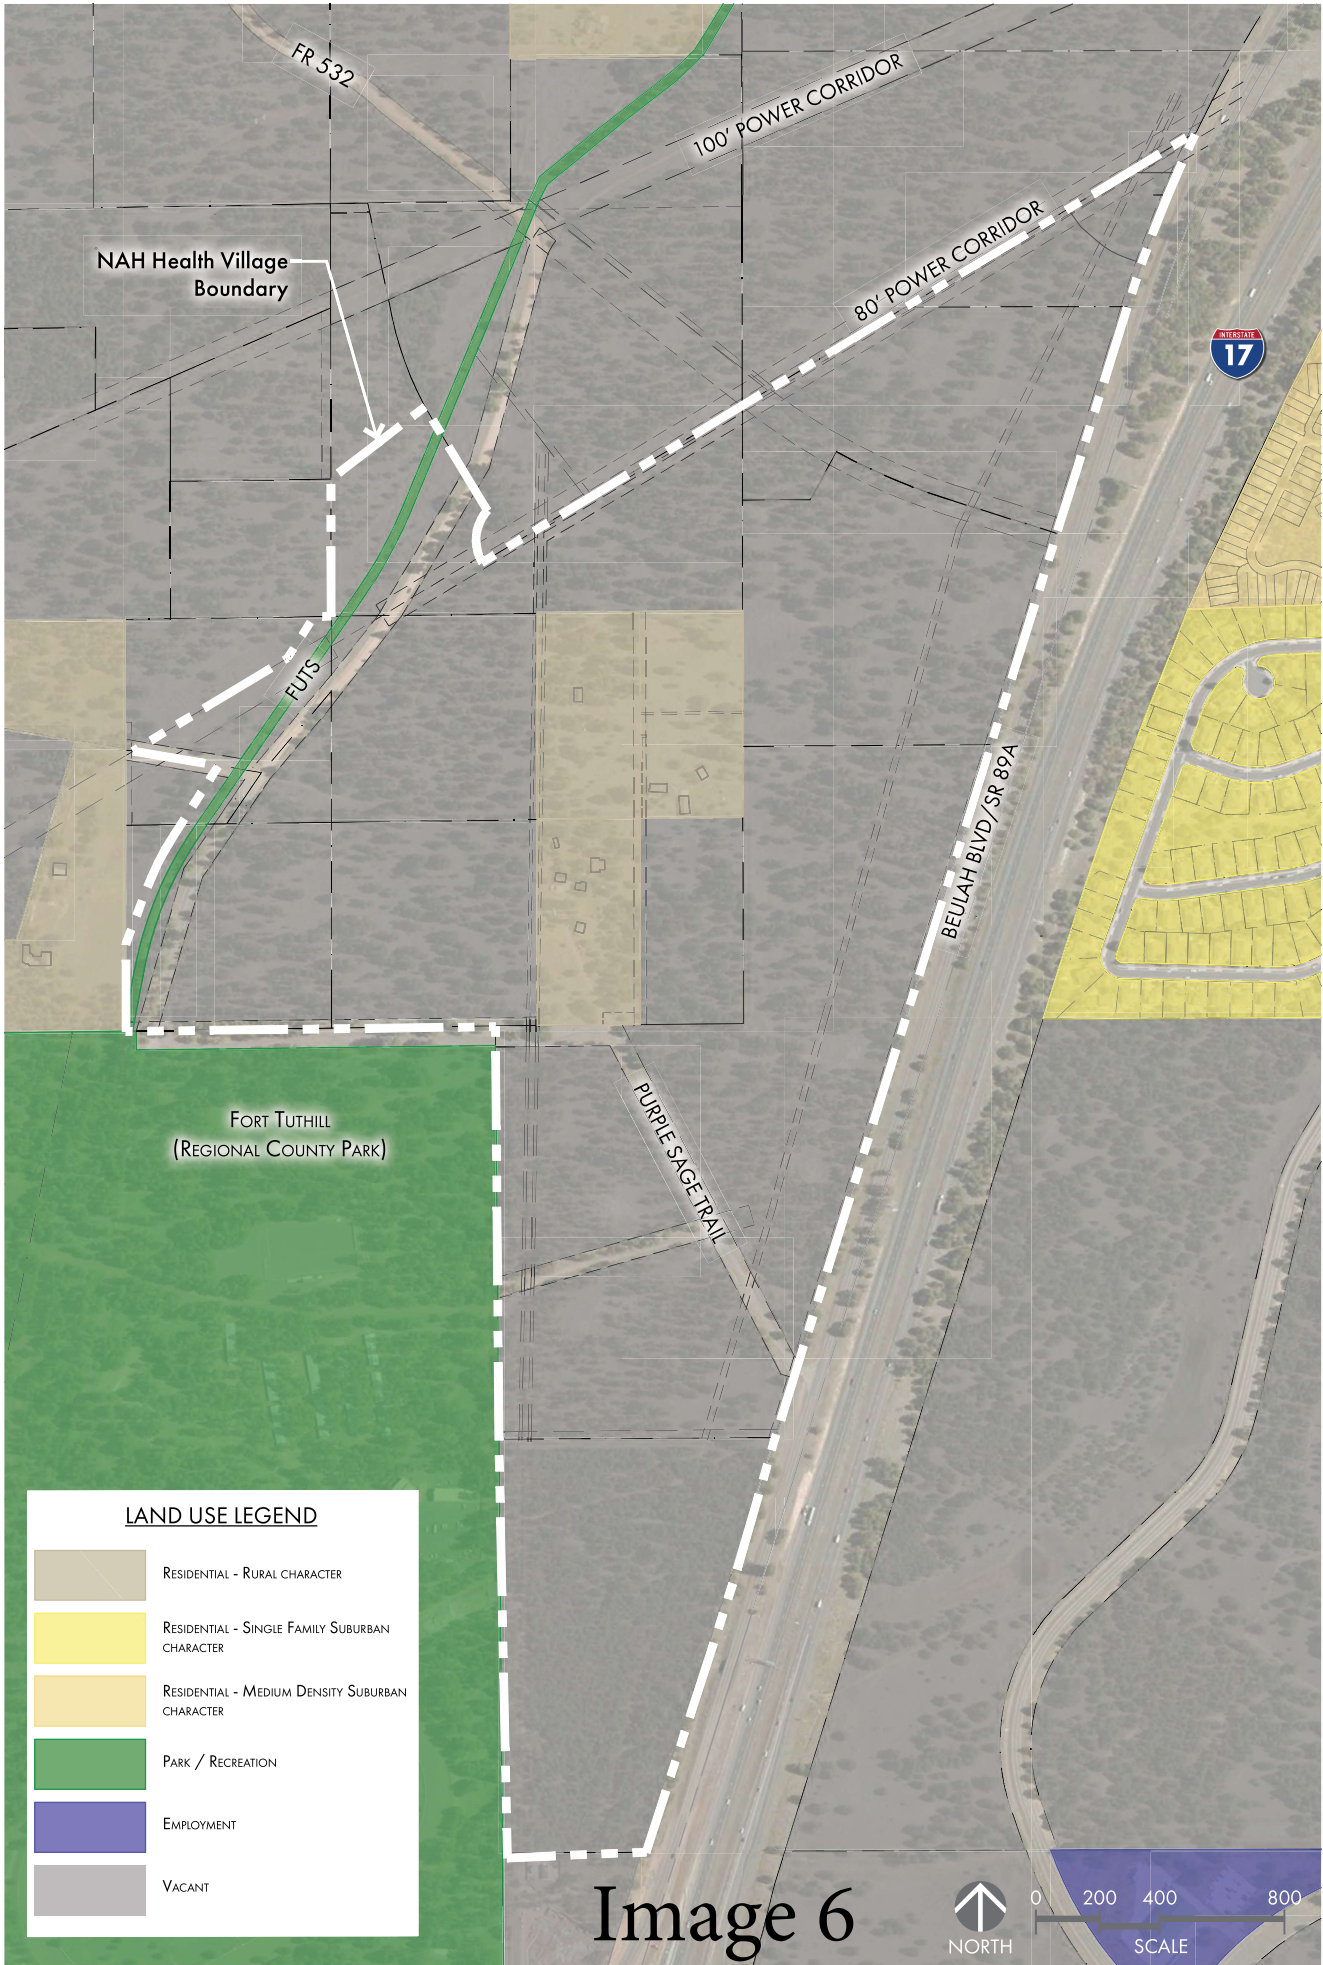 FR 532
100' POWER CORRIDOR
80' POWER CORRIDOR
NAH Health Village
Boundary
INTERSTATE
17
FUTS
BEULAH BLVD/SR 89A
Fort Tuthill
(Regional County Park)
PURPLE SAGE TRAIL
LAND USE LEGEND
Residential - Rural character
Residential - Single Family Suburban
character
Residential - Medium Density Suburban
character
Park / Recreation
Employment
Vacant
Image 6
NORTH
0 200 400 800
SCALE